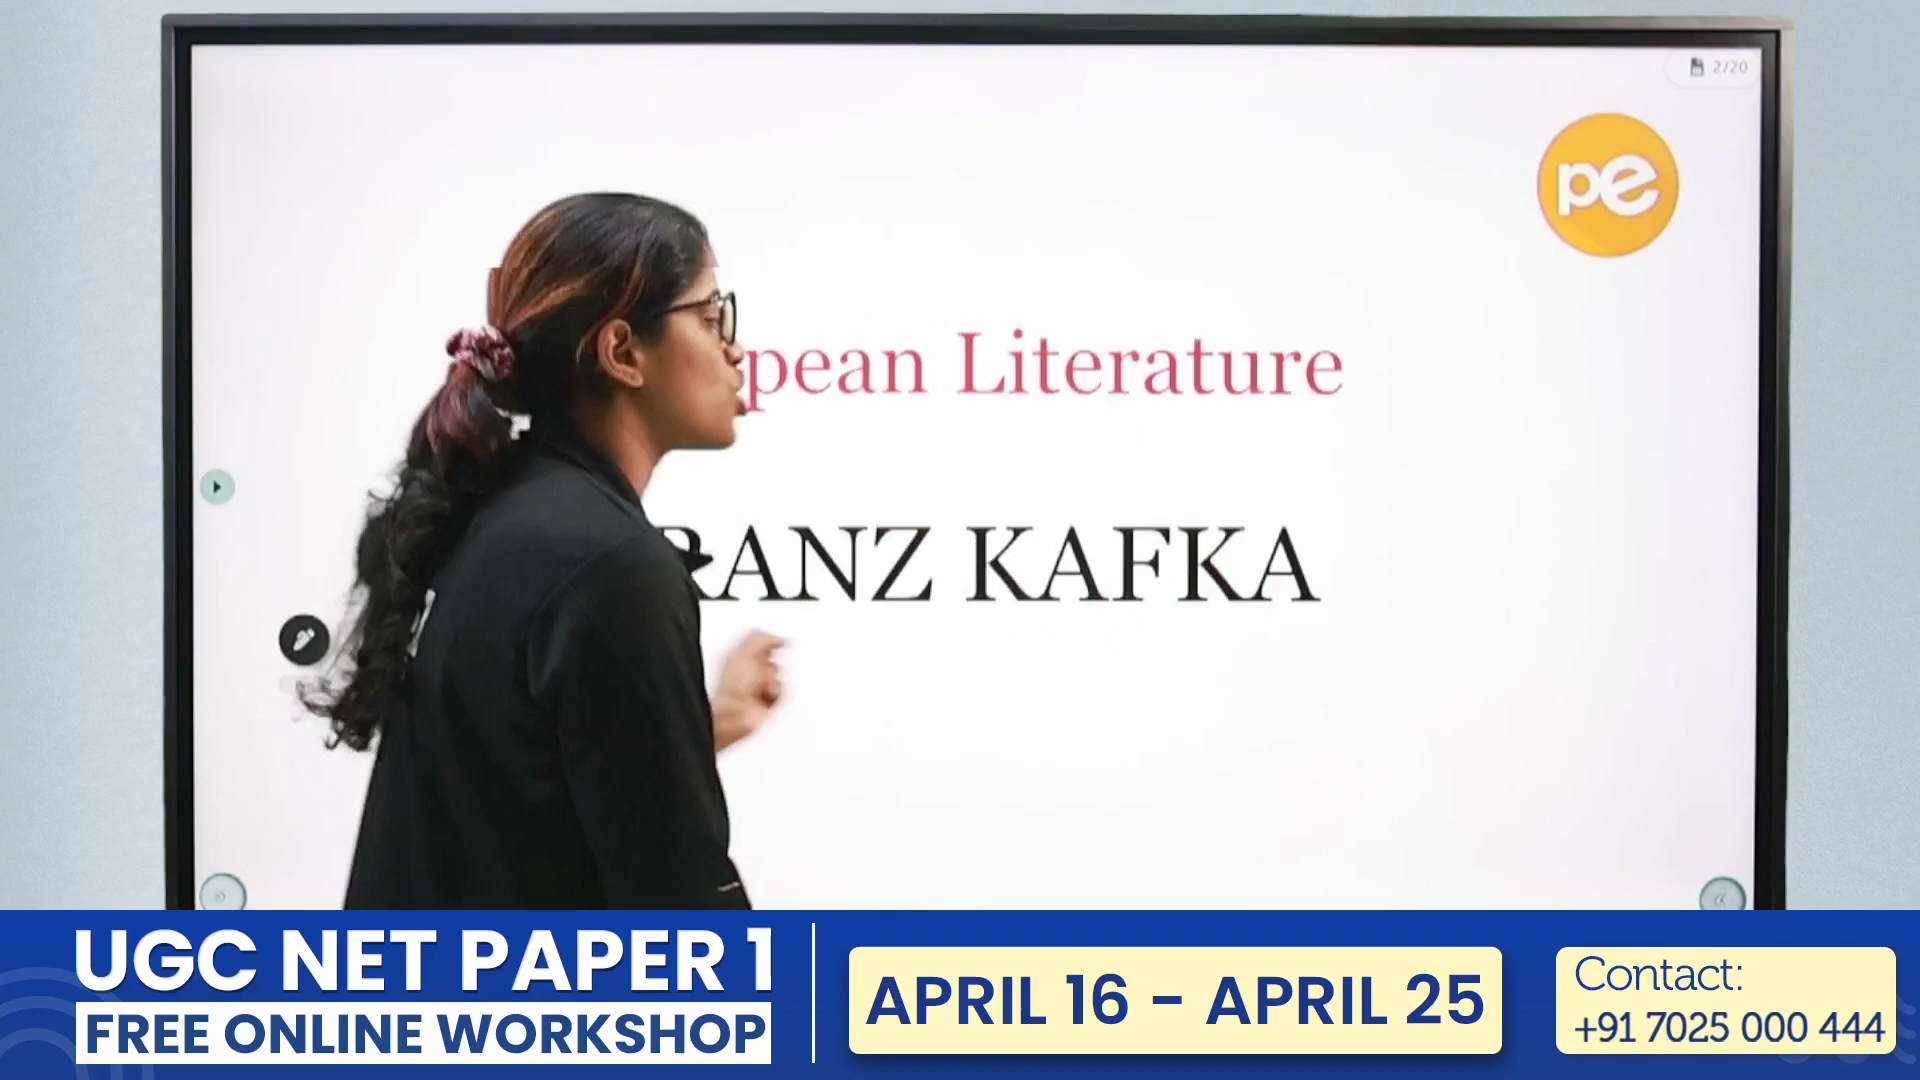 2/20
pe
pean Literature
RANZ KAFKA
UGC NET PAPER 1
FREE ONLINE WORKSHOP
APRIL 16 - APRIL 25
Contact:
+91 7025 000 444